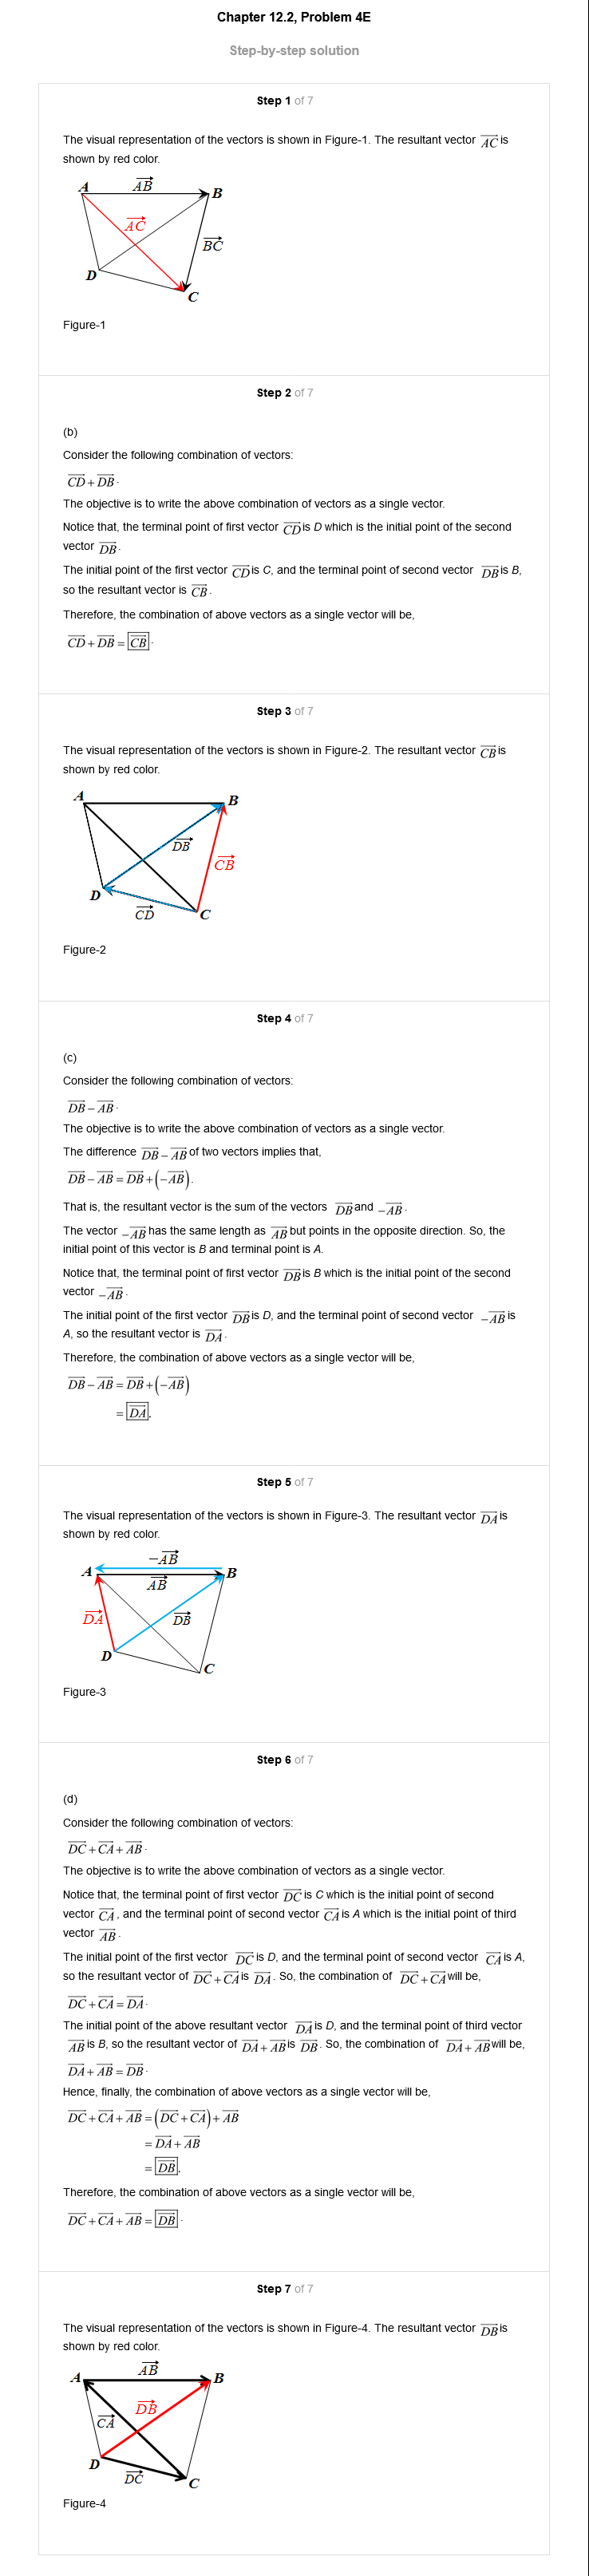 Chapter 12.2, Problem 4E
Step-by-step solution
Step 1 of 7
The visual representation of the vectors is shown in Figure-1. The resultant vector $\overrightarrow{AC}$ is
shown by red color.
A
$\overrightarrow{AB}$
B
$\overrightarrow{AC}$
$\overrightarrow{BC}$
D
C
Figure-1
Step 2 of 7
(b)
Consider the following combination of vectors:
$\overrightarrow{CD}+\overrightarrow{DB}$.
The objective is to write the above combination of vectors as a single vector.
Notice that, the terminal point of first vector $\overrightarrow{CD}$ is D which is the initial point of the second
vector $\overrightarrow{DB}$.
The initial point of the first vector $\overrightarrow{CD}$ is C, and the terminal point of second vector $\overrightarrow{DB}$ is B,
so the resultant vector is $\overrightarrow{CB}$.
Therefore, the combination of above vectors as a single vector will be,
$\overrightarrow{CD}+\overrightarrow{DB}=\boxed{\overrightarrow{CB}}$.
Step 3 of 7
The visual representation of the vectors is shown in Figure-2. The resultant vector $\overrightarrow{CB}$ is
shown by red color.
A
B
$\overrightarrow{DB}$
$\overrightarrow{CB}$
D
$\overrightarrow{CD}$
C
Figure-2
Step 4 of 7
(c)
Consider the following combination of vectors:
$\overrightarrow{DB}-\overrightarrow{AB}$.
The objective is to write the above combination of vectors as a single vector.
The difference $\overrightarrow{DB}-\overrightarrow{AB}$ of two vectors implies that,
$\overrightarrow{DB}-\overrightarrow{AB}=\overrightarrow{DB}+(-\overrightarrow{AB})$.
That is, the resultant vector is the sum of the vectors $\overrightarrow{DB}$ and $-\overrightarrow{AB}$.
The vector $-\overrightarrow{AB}$ has the same length as $\overrightarrow{AB}$ but points in the opposite direction. So, the
initial point of this vector is B and terminal point is A.
Notice that, the terminal point of first vector $\overrightarrow{DB}$ is B which is the initial point of the second
vector $-\overrightarrow{AB}$.
The initial point of the first vector $\overrightarrow{DB}$ is D, and the terminal point of second vector $-\overrightarrow{AB}$ is
A, so the resultant vector is $\overrightarrow{DA}$.
Therefore, the combination of above vectors as a single vector will be,
$\overrightarrow{DB}-\overrightarrow{AB}=\overrightarrow{DB}+(-\overrightarrow{AB})$
$=\boxed{\overrightarrow{DA}}$.
Step 5 of 7
The visual representation of the vectors is shown in Figure-3. The resultant vector $\overrightarrow{DA}$ is
shown by red color.
$-\overrightarrow{AB}$
A
B
$\overrightarrow{AB}$
$\overrightarrow{DA}$
$\overrightarrow{DB}$
D
C
Figure-3
Step 6 of 7
(d)
Consider the following combination of vectors:
$\overrightarrow{DC}+\overrightarrow{CA}+\overrightarrow{AB}$.
The objective is to write the above combination of vectors as a single vector.
Notice that, the terminal point of first vector $\overrightarrow{DC}$ is C which is the initial point of second
vector $\overrightarrow{CA}$, and the terminal point of second vector $\overrightarrow{CA}$ is A which is the initial point of third
vector $\overrightarrow{AB}$.
The initial point of the first vector $\overrightarrow{DC}$ is D, and the terminal point of second vector $\overrightarrow{CA}$ is A,
so the resultant vector of $\overrightarrow{DC}+\overrightarrow{CA}$ is $\overrightarrow{DA}$. So, the combination of $\overrightarrow{DC}+\overrightarrow{CA}$ will be,
$\overrightarrow{DC}+\overrightarrow{CA}=\overrightarrow{DA}$.
The initial point of the above resultant vector $\overrightarrow{DA}$ is D, and the terminal point of third vector
$\overrightarrow{AB}$ is B, so the resultant vector of $\overrightarrow{DA}+\overrightarrow{AB}$ is $\overrightarrow{DB}$. So, the combination of $\overrightarrow{DA}+\overrightarrow{AB}$ will be,
$\overrightarrow{DA}+\overrightarrow{AB}=\overrightarrow{DB}$.
Hence, finally, the combination of above vectors as a single vector will be,
$\overrightarrow{DC}+\overrightarrow{CA}+\overrightarrow{AB}=(\overrightarrow{DC}+\overrightarrow{CA})+\overrightarrow{AB}$
$=\overrightarrow{DA}+\overrightarrow{AB}$
$=\boxed{\overrightarrow{DB}}$.
Therefore, the combination of above vectors as a single vector will be,
$\overrightarrow{DC}+\overrightarrow{CA}+\overrightarrow{AB}=\boxed{\overrightarrow{DB}}$.
Step 7 of 7
The visual representation of the vectors is shown in Figure-4. The resultant vector $\overrightarrow{DB}$ is
shown by red color.
$\overrightarrow{AB}$
A
B
$\overrightarrow{DB}$
$\overrightarrow{CA}$
D
$\overrightarrow{DC}$
C
Figure-4